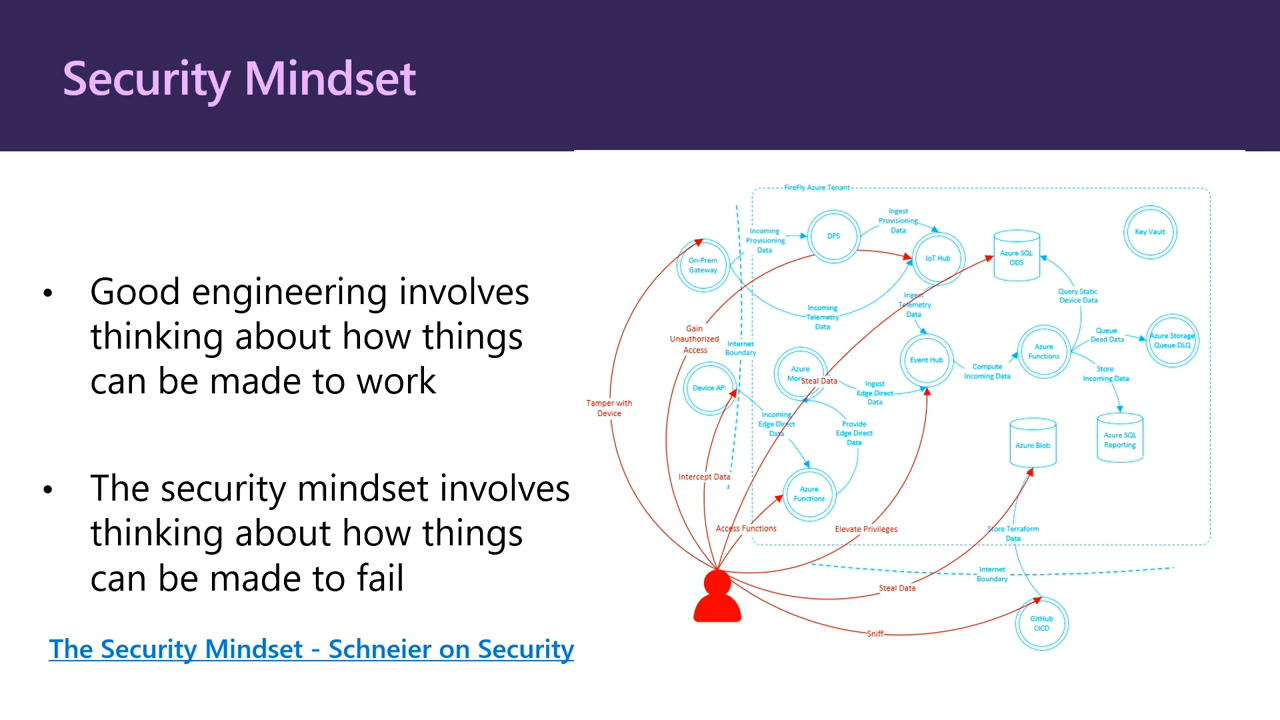 Security Mindset
• Good engineering involves
thinking about how things
can be made to work
• The security mindset involves
thinking about how things
can be made to fail
The Security Mindset - Schneier on Security
FireFly Azure Tenant
On-Prem
Gateway
Incoming
Provisioning
Data
DPS
Ingest
Provisioning
Data
IoT Hub
Azure SQL
ODS
Key Vault
Incoming
Telemetry
Data
Ingest
Telemetry
Data
Query Static
Device Data
Gain
Unauthorized
Access
Internet
Boundary
Device AP
Azure
Steal Data
Ingest
Edge Direct
Data
Event Hub
Compute
Incoming Data
Azure
Functions
Queue
Dead Data
Azure Storage
Queue DLQ
Store
Incoming Data
Tamper with
Device
Incoming
Edge Direct
Data
Provide
Edge Direct
Data
Azure Blob
Azure SQL
Reporting
Intercept Data
Azure
Functions
Access Functions
Elevate Privileges
Store Terraform
Data
Internet
Boundary
Steal Data
GitHub
CICD
Sniff